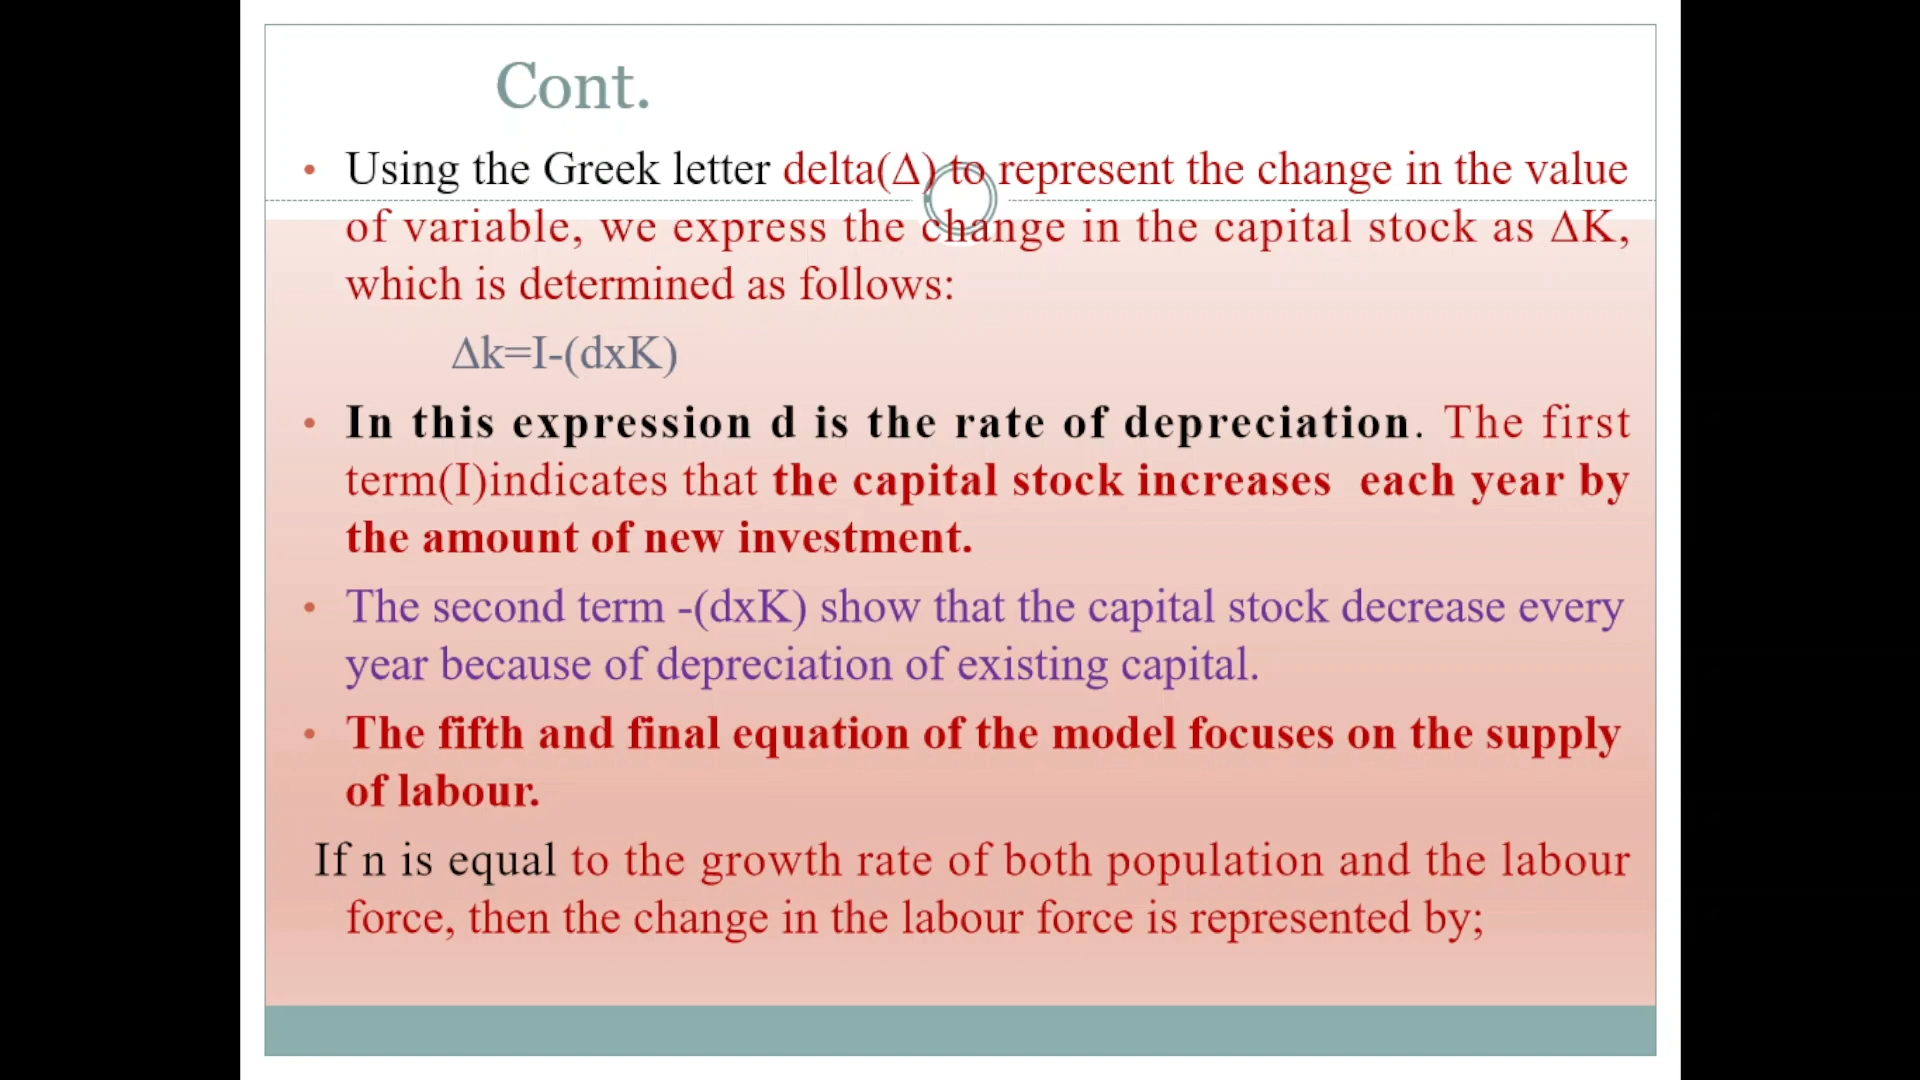 Cont.
• Using the Greek letter delta(Δ) to represent the change in the value
of variable, we express the change in the capital stock as ΔK,
which is determined as follows:
Δk=I-(dxK)
• In this expression d is the rate of depreciation. The first
term(I)indicates that the capital stock increases each year by
the amount of new investment.
• The second term -(dxK) show that the capital stock decrease every
year because of depreciation of existing capital.
• The fifth and final equation of the model focuses on the supply
of labour.
If n is equal to the growth rate of both population and the labour
force, then the change in the labour force is represented by;